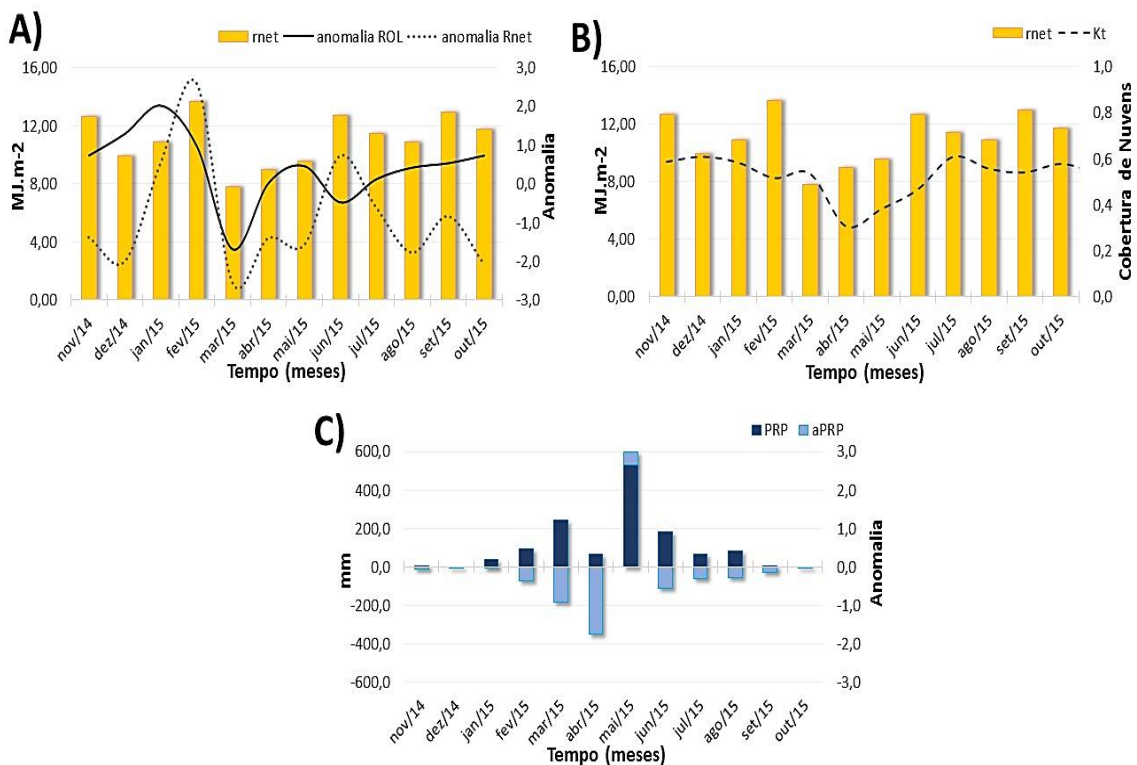 A)
rnet anomalia ROL anomalia Rnet
16,00
12,00
8,00
4,00
0,00
MJ.m-2
3,0
2,0
1,0
0,0
-1,0
-2,0
-3,0
Anomalia
nov/14 dez/14 jan/15 fev/15 mar/15 abr/15 mai/15 jun/15 jul/15 ago/15 set/15 out/15
Tempo (meses)
B)
rnet Kt
16,00
12,00
8,00
4,00
0,00
MJ.m-2
1,0
0,8
0,6
0,4
0,2
0,0
Cobertura de Nuvens
nov/14 dez/14 jan/15 fev/15 mar/15 abr/15 mai/15 jun/15 jul/15 ago/15 set/15 out/15
Tempo (meses)
C)
PRP aPRP
600,0
400,0
200,0
0,0
-200,0
-400,0
-600,0
mm
3,0
2,0
1,0
0,0
-1,0
-2,0
-3,0
Anomalia
nov/14 dez/14 jan/15 fev/15 mar/15 abr/15 mai/15 jun/15 jul/15 ago/15 set/15 out/15
Tempo (meses)